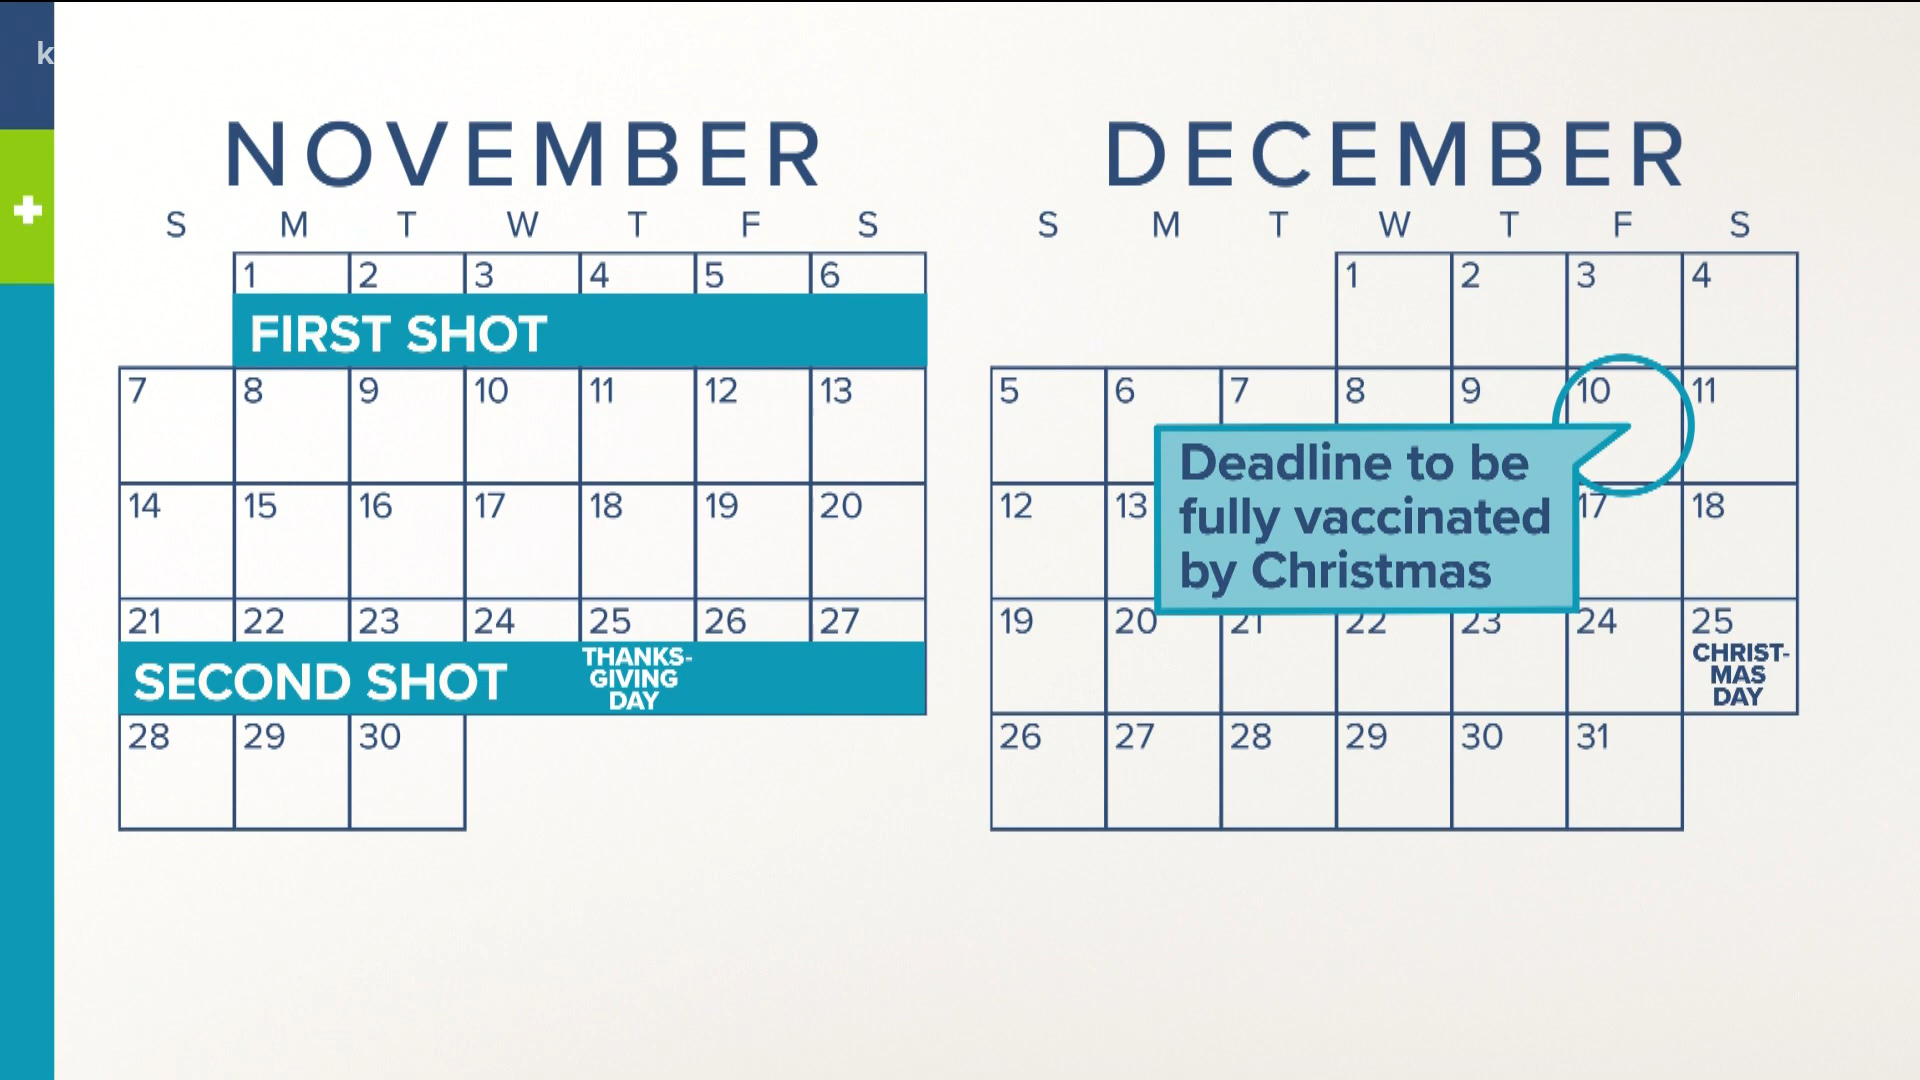 k
NOVEMBER
S M T W T F S
1 2 3 4 5 6
FIRST SHOT
7 8 9 10 11 12 13
14 15 16 17 18 19 20
21 22 23 24 25 26 27
SECOND SHOT
THANKS-
GIVING
DAY
28 29 30
DECEMBER
S M T W T F S
1 2 3 4
5 6 7 8 9 10 11
Deadline to be
fully vaccinated
by Christmas
12 13 17 18
19 20 21 22 23 24 25
CHRIST-
MAS
DAY
26 27 28 29 30 31